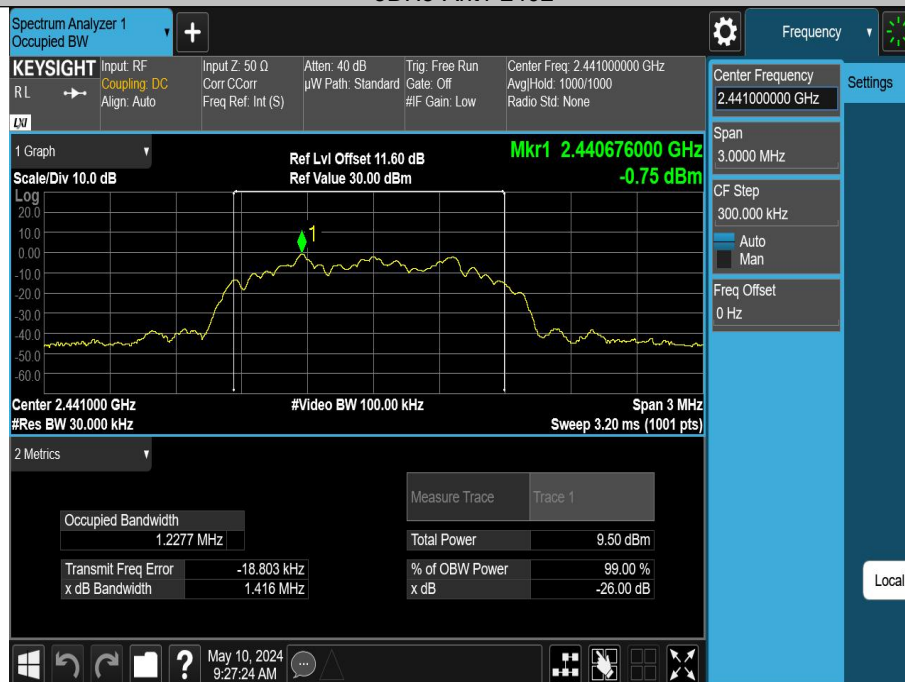 Spectrum Analyzer 1
Occupied BW
Frequency
KEYSIGHT
RL
LXI
Input: RF
Coupling: DC
Align: Auto
Input Z: 50 Ω
Corr CCorr
Freq Ref: Int (S)
Atten: 40 dB
µW Path: Standard
Trig: Free Run
Gate: Off
#IF Gain: Low
Center Freq: 2.441000000 GHz
Avg|Hold: 1000/1000
Radio Std: None
Center Frequency
2.441000000 GHz
Settings
Span
3.0000 MHz
CF Step
300.000 kHz
Auto
Man
Freq Offset
0 Hz
Local
1 Graph
Scale/Div 10.0 dB
Ref Lvl Offset 11.60 dB
Ref Value 30.00 dBm
Mkr1 2.440676000 GHz
-0.75 dBm
Log
20.0
10.0
0.00
-10.0
-20.0
-30.0
-40.0
-50.0
-60.0
1
Center 2.441000 GHz
#Video BW 100.00 kHz
Span 3 MHz
#Res BW 30.000 kHz
Sweep 3.20 ms (1001 pts)
2 Metrics
Measure Trace
Trace 1
Occupied Bandwidth
1.2277 MHz
Total Power
9.50 dBm
Transmit Freq Error
-18.803 kHz
% of OBW Power
99.00 %
x dB Bandwidth
1.416 MHz
x dB
-26.00 dB
?
May 10, 2024
9:27:24 AM